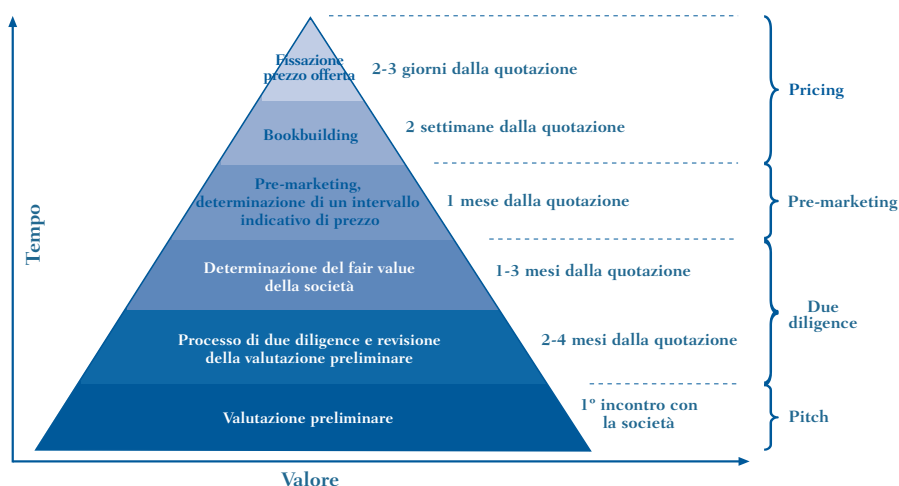 Fissazione
prezzo offerta
2-3 giorni dalla quotazione
Pricing
Bookbuilding
2 settimane dalla quotazione
Pre-marketing,
determinazione di un intervallo
indicativo di prezzo
1 mese dalla quotazione
Pre-marketing
Tempo
Determinazione del fair value
della società
1-3 mesi dalla quotazione
Due
diligence
Processo di due diligence e revisione
della valutazione preliminare
2-4 mesi dalla quotazione
Valutazione preliminare
1° incontro con
la società
Pitch
Valore